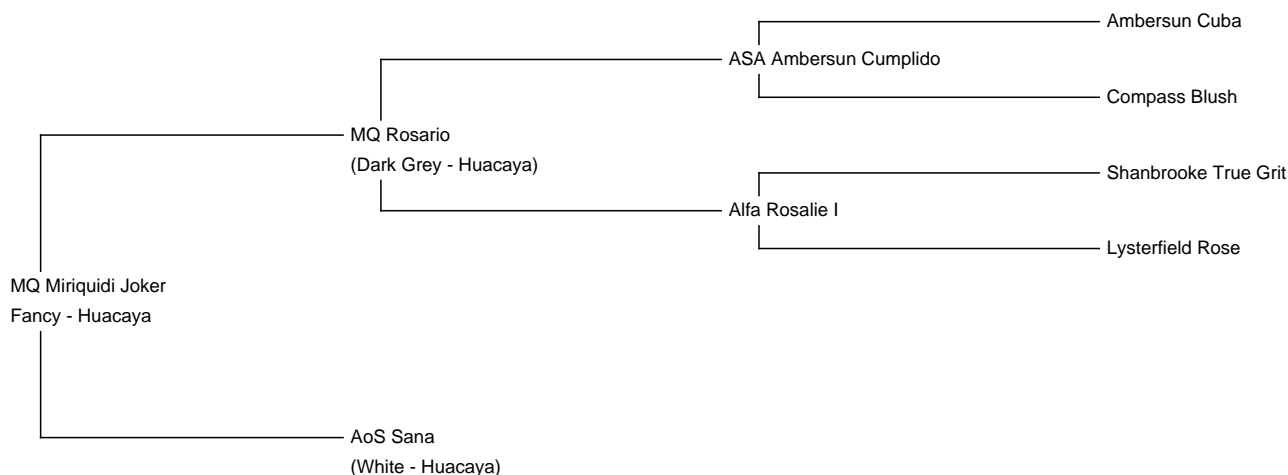 Ambersun Cuba
ASA Ambersun Cumplido
Compass Blush
MQ Rosario
(Dark Grey - Huacaya)
Shanbrooke True Grit
Alfa Rosalie I
Lysterfield Rose
MQ Miriquidi Joker
Fancy - Huacaya
AoS Sana
(White - Huacaya)